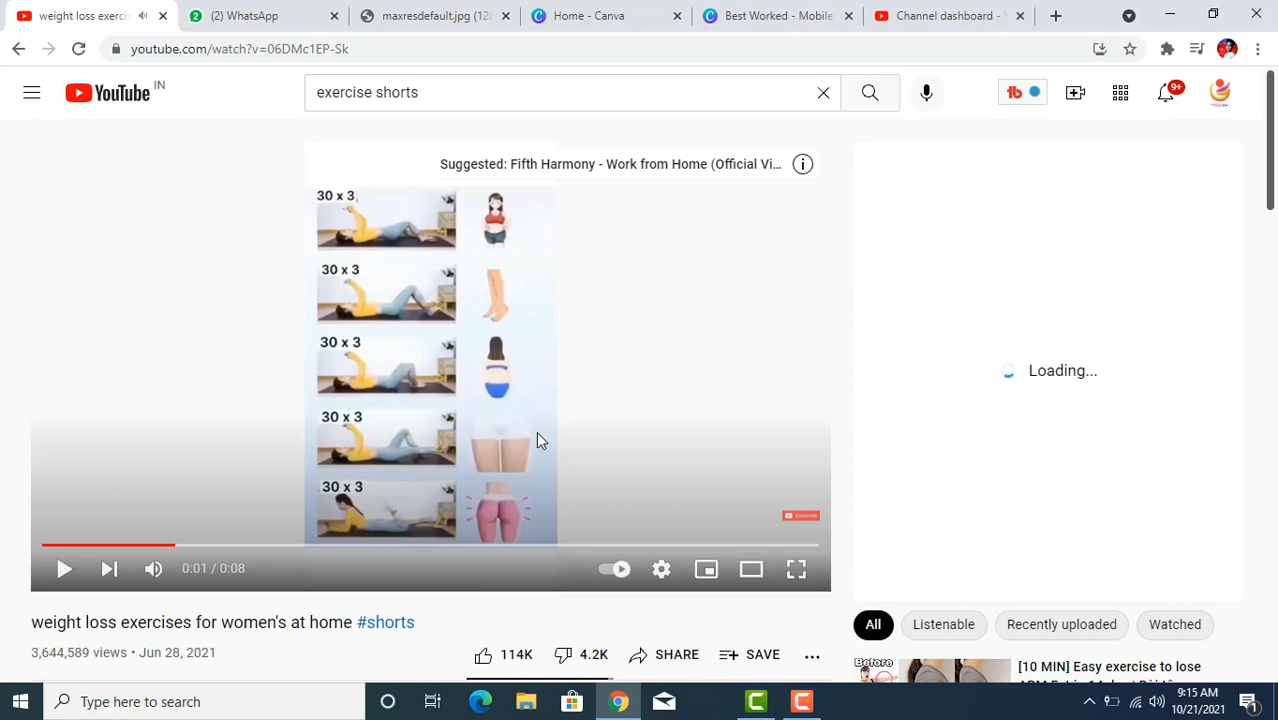 weight loss exerci
(2) WhatsApp
maxresdefault.jpg (128
Home - Canva
Best Worked - Mobile
Channel dashboard -
youtube.com/watch?v=06DMc1EP-Sk
YouTube IN
exercise shorts
9+
Suggested: Fifth Harmony - Work from Home (Official Vi...
30 x 3
30 x 3
30 x 3
30 x 3
30 x 3
Loading...
0:01 / 0:08
weight loss exercises for women's at home #shorts
All
Listenable
Recently uploaded
Watched
3,644,589 views • Jun 28, 2021
114K
4.2K
SHARE
SAVE
Before
[10 MIN] Easy exercise to lose
Type here to search
9:15 AM
10/21/2021
1